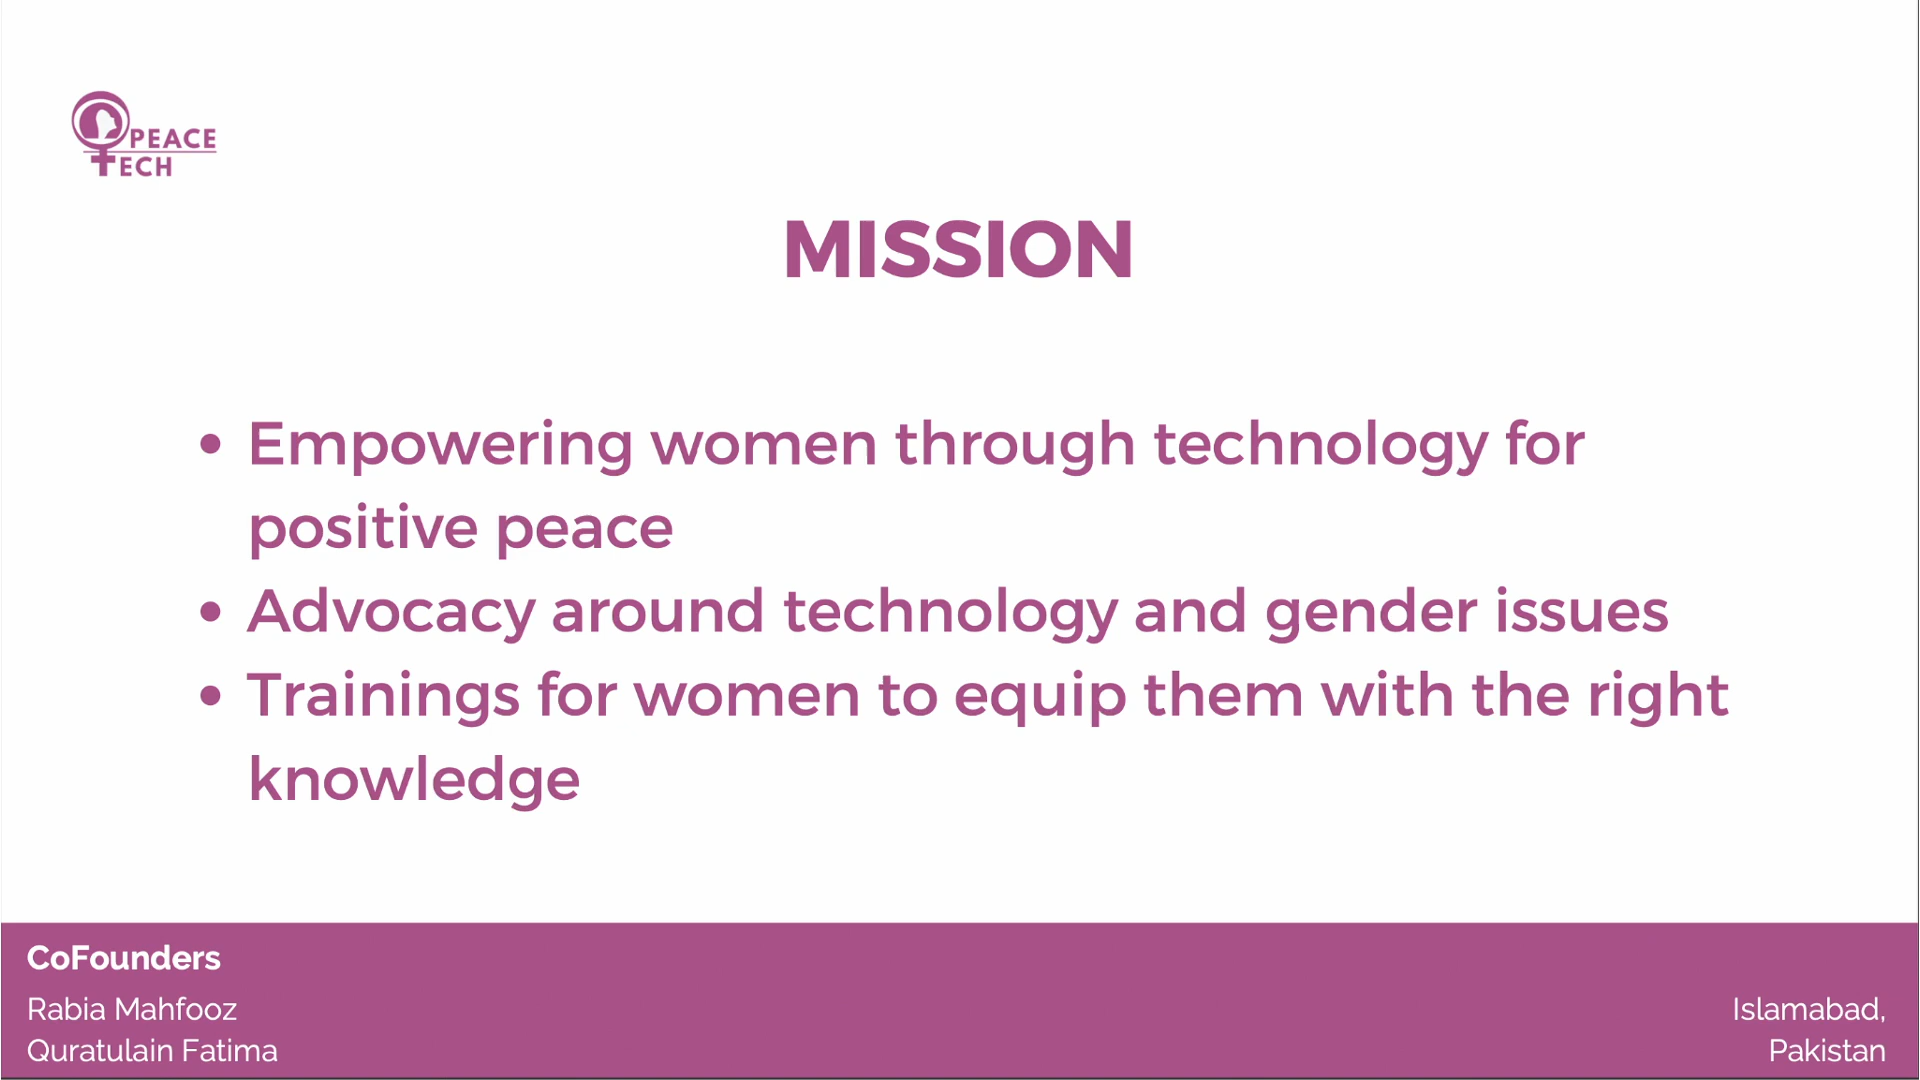 PEACE
TECH
MISSION
• Empowering women through technology for
positive peace
• Advocacy around technology and gender issues
• Trainings for women to equip them with the right
knowledge
CoFounders
Rabia Mahfooz
Quratulain Fatima
Islamabad,
Pakistan